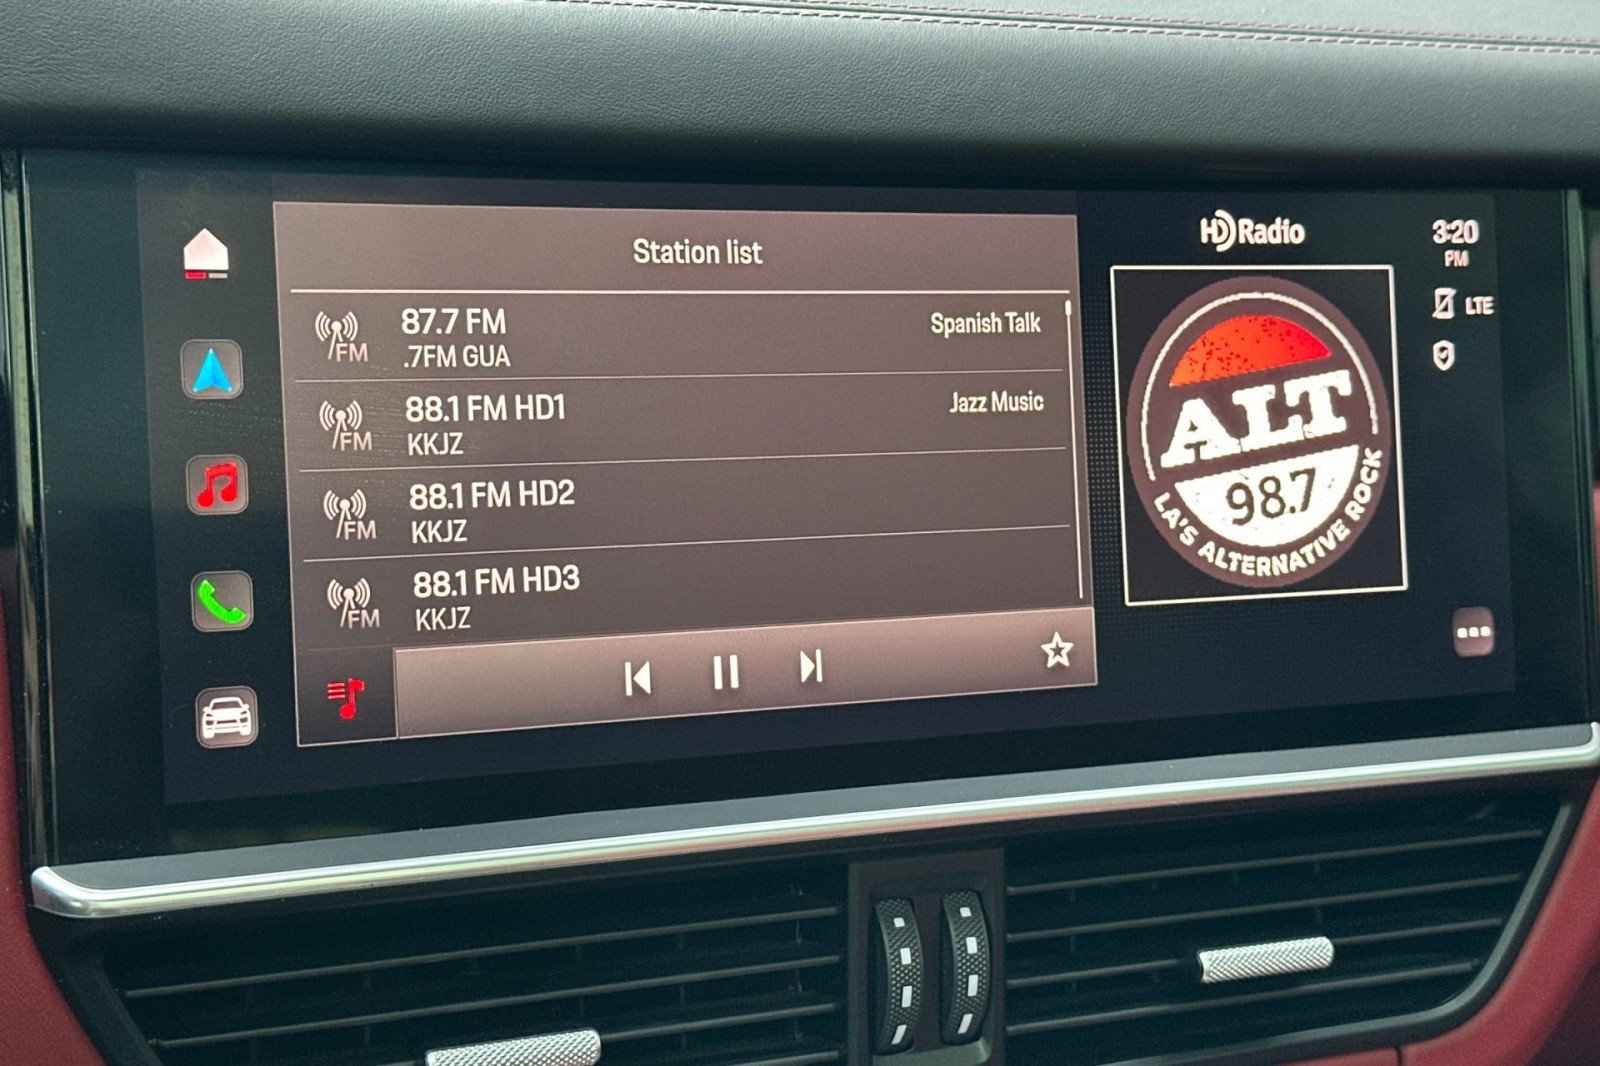 Station list
87.7 FM
.7FM GUA
Spanish Talk
FM
88.1 FM HD1
KKJZ
Jazz Music
FM
88.1 FM HD2
KKJZ
FM
88.1 FM HD3
KKJZ
FM
HD Radio
ALT
98.7
LA'S ALTERNATIVE ROCK
3:20
PM
LTE